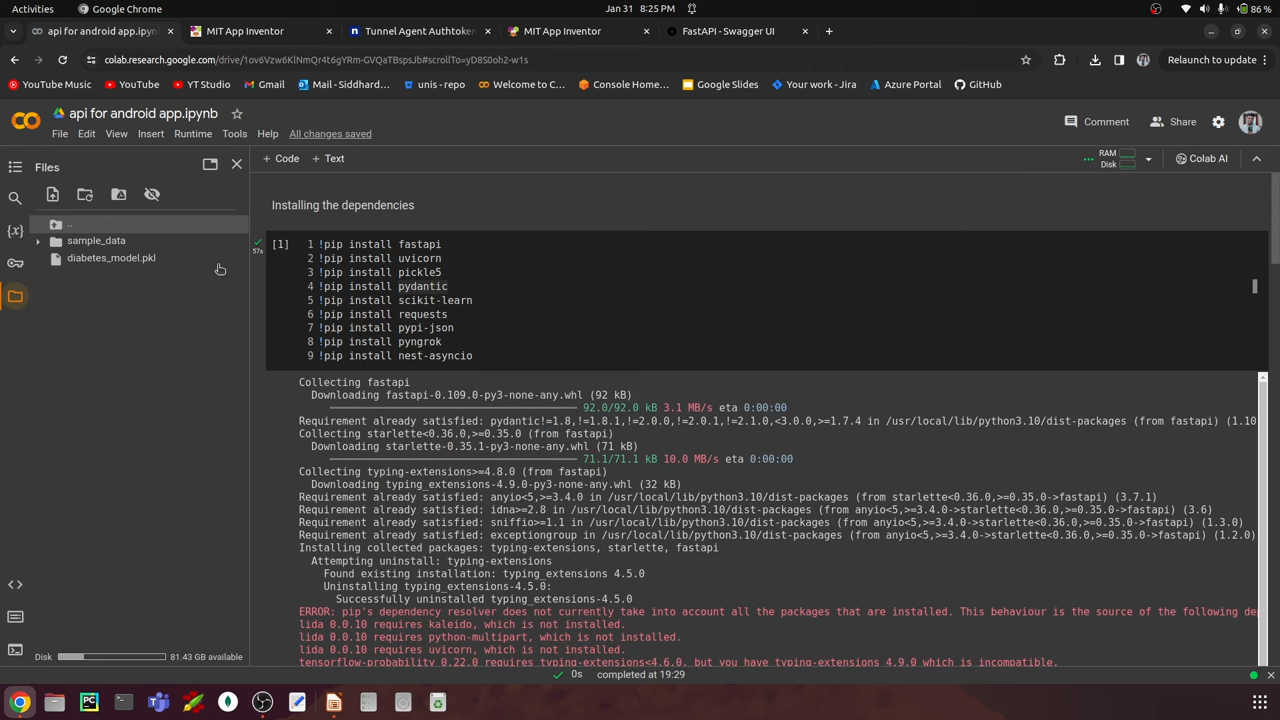 Activities
Google Chrome
Jan 31 8:25 PM
86 %
api for android app.ipynb
MIT App Inventor
Tunnel Agent Authtoken
MIT App Inventor
FastAPI - Swagger UI
colab.research.google.com/drive/1ov6Vzw6KlNmQr4t6gYRm-GVQaTBspsJb#scrollTo=yD8S0oh2-w1s
Relaunch to update
YouTube Music
YouTube
YT Studio
Gmail
Mail - Siddhard...
unis - repo
Welcome to C...
Console Home...
Google Slides
Your work - Jira
Azure Portal
GitHub
api for android app.ipynb
File Edit View Insert Runtime Tools Help All changes saved
Comment
Share
Files
+ Code + Text
RAM
Disk
Colab AI
..
sample_data
diabetes_model.pkl
Installing the dependencies
[1]
57s
1 !pip install fastapi
2 !pip install uvicorn
3 !pip install pickle5
4 !pip install pydantic
5 !pip install scikit-learn
6 !pip install requests
7 !pip install pypi-json
8 !pip install pyngrok
9 !pip install nest-asyncio
Collecting fastapi
Downloading fastapi-0.109.0-py3-none-any.whl (92 kB)
92.0/92.0 kB 3.1 MB/s eta 0:00:00
Requirement already satisfied: pydantic!=1.8,!=1.8.1,!=2.0.0,!=2.0.1,!=2.1.0,<3.0.0,>=1.7.4 in /usr/local/lib/python3.10/dist-packages (from fastapi) (1.10
Collecting starlette<0.36.0,>=0.35.0 (from fastapi)
Downloading starlette-0.35.1-py3-none-any.whl (71 kB)
71.1/71.1 kB 10.0 MB/s eta 0:00:00
Collecting typing-extensions>=4.8.0 (from fastapi)
Downloading typing_extensions-4.9.0-py3-none-any.whl (32 kB)
Requirement already satisfied: anyio<5,>=3.4.0 in /usr/local/lib/python3.10/dist-packages (from starlette<0.36.0,>=0.35.0->fastapi) (3.7.1)
Requirement already satisfied: idna>=2.8 in /usr/local/lib/python3.10/dist-packages (from anyio<5,>=3.4.0->starlette<0.36.0,>=0.35.0->fastapi) (3.6)
Requirement already satisfied: sniffio>=1.1 in /usr/local/lib/python3.10/dist-packages (from anyio<5,>=3.4.0->starlette<0.36.0,>=0.35.0->fastapi) (1.3.0)
Requirement already satisfied: exceptiongroup in /usr/local/lib/python3.10/dist-packages (from anyio<5,>=3.4.0->starlette<0.36.0,>=0.35.0->fastapi) (1.2.0)
Installing collected packages: typing-extensions, starlette, fastapi
Attempting uninstall: typing-extensions
Found existing installation: typing_extensions 4.5.0
Uninstalling typing_extensions-4.5.0:
Successfully uninstalled typing_extensions-4.5.0
ERROR: pip's dependency resolver does not currently take into account all the packages that are installed. This behaviour is the source of the following de
lida 0.0.10 requires kaleido, which is not installed.
lida 0.0.10 requires python-multipart, which is not installed.
lida 0.0.10 requires uvicorn, which is not installed.
tensorflow-probability 0.22.0 requires typing-extensions<4.6.0, but you have typing-extensions 4.9.0 which is incompatible.
Disk
81.43 GB available
0s completed at 19:29